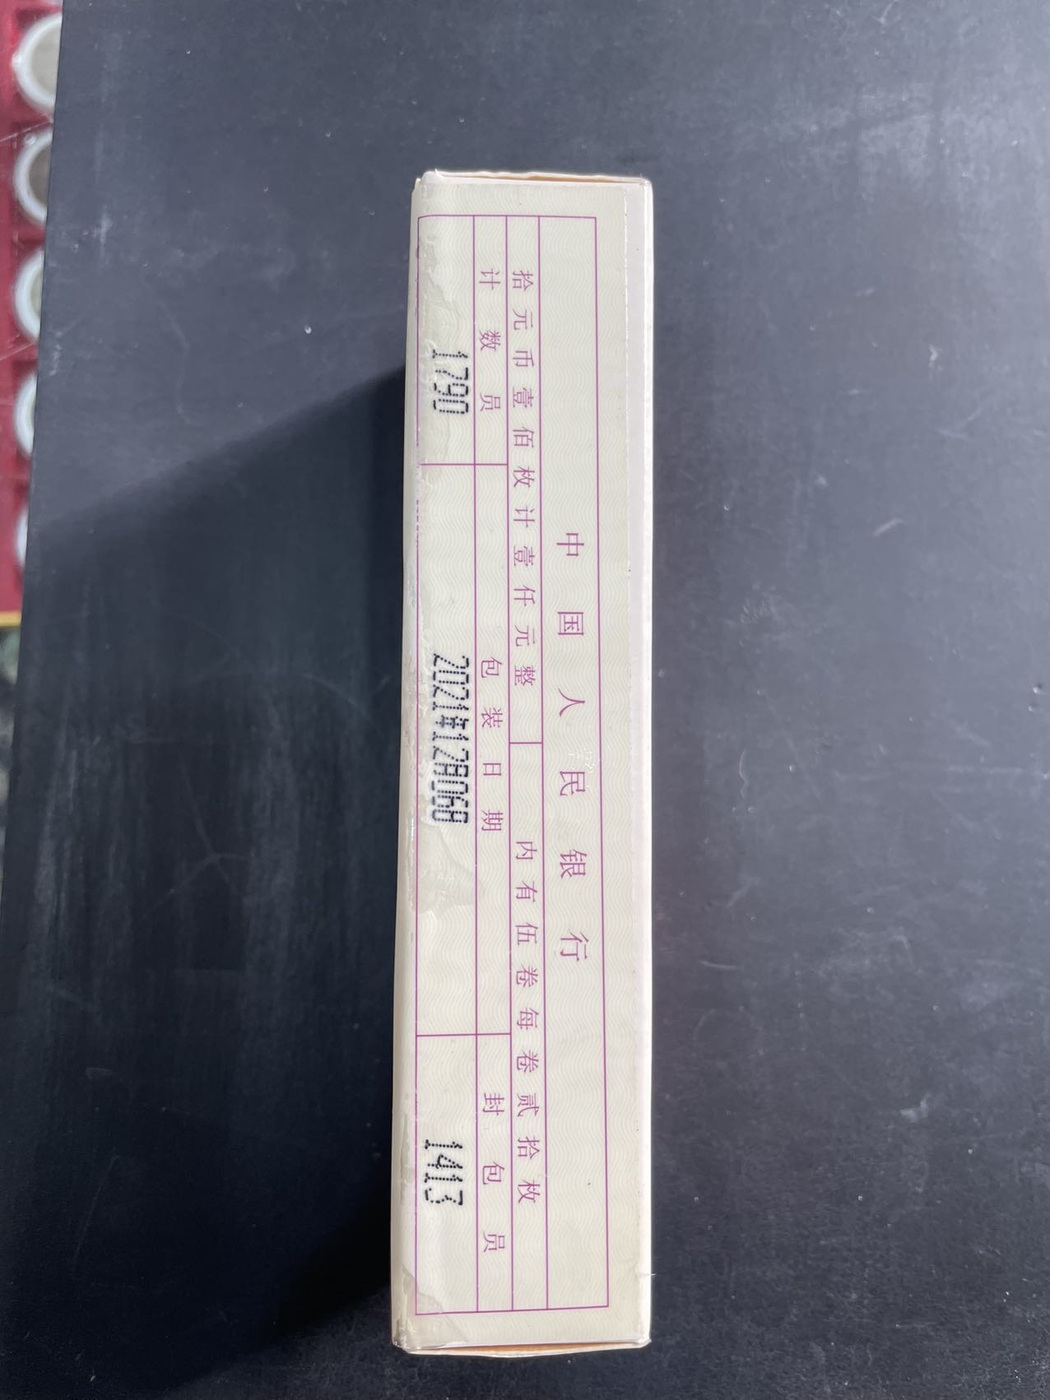 中国人民银行
拾元币壹佰枚计壹仟元整 内有伍卷每卷贰拾枚
计数员 包装日期 封包员
1790 2021年12月06日 1413